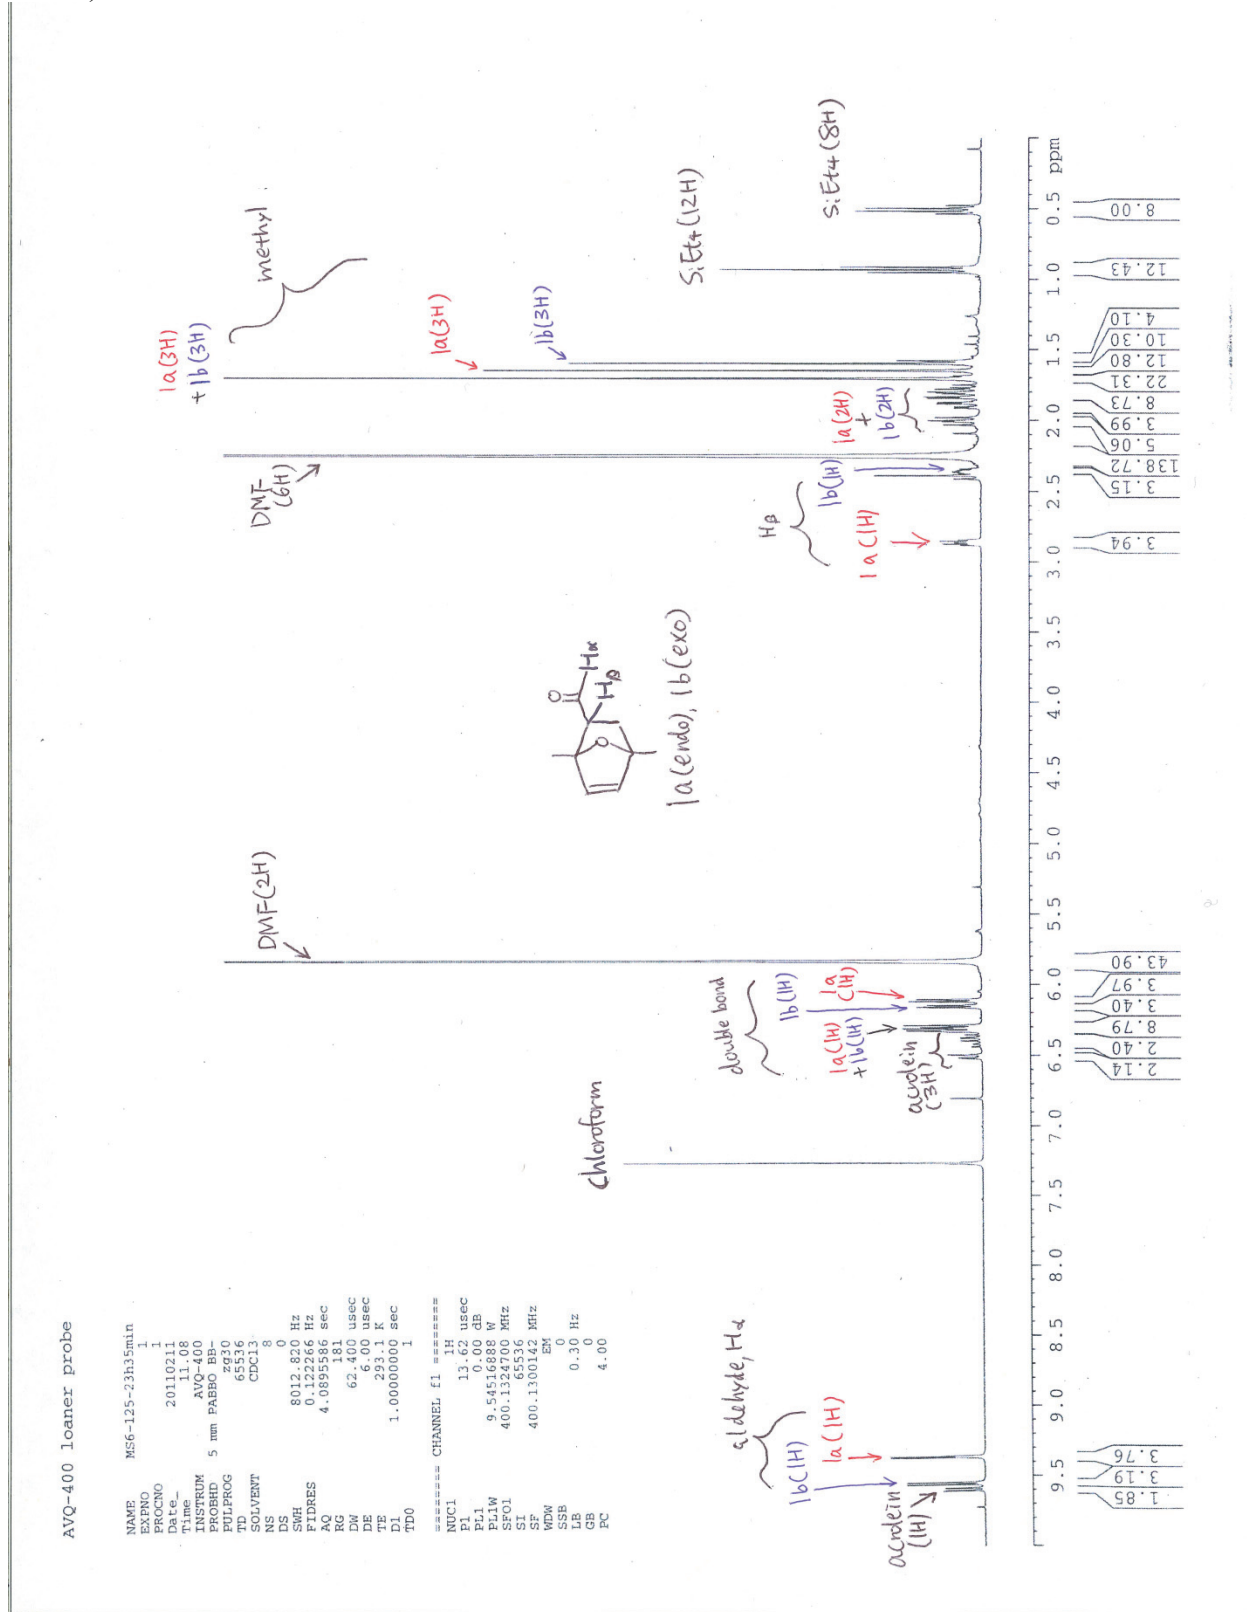 AVQ-400 loaner probe
NAME MS6-125-23h35min
EXPNO 1
PROCNO 1
Date_ 20110211
Time 11.08
INSTRUM AVQ-400
PROBHD 5 mm PABBO BB-
PULPROG zg30
TD 65536
SOLVENT CDCl3
NS 8
DS 0
SWH 8012.820 Hz
FIDRES 0.122266 Hz
AQ 4.0895586 sec
RG 181
DW 62.400 usec
DE 6.00 usec
TE 293.1 K
D1 1.00000000 sec
TD0 1
======== CHANNEL f1 ========
NUC1 1H
P1 13.62 usec
PL1 0.00 dB
PL1W 9.54516888 W
SFO1 400.1324700 MHz
SI 65536
SF 400.1300142 MHz
WDW EM
SSB 0
LB 0.30 Hz
GB 0
PC 4.00
1a(3H)
+1b(3H)
methyl
DMF
(6H)
DMF(2H)
1a(3H)
1b(3H)
SiEt4(12H)
SiEt4(8H)
O
Hα
Hβ
O
1a(endo), 1b(exo)
Chloroform
double bond
1b(1H)
1a
(1H)
1a(1H)
+1b(1H)
acrolein
(3H)
Hβ
1b(1H)
1a(1H)
1a(2H)
+
1b(2H)
aldehyde, Hα
1b(1H)
1a(1H)
acrolein
(1H)
9.5 9.0 8.5 8.0 7.5 7.0 6.5 6.0 5.5 5.0 4.5 4.0 3.5 3.0 2.5 2.0 1.5 1.0 0.5 ppm
1.85
3.19
3.76
2.14
2.40
8.79
3.40
3.97
43.90
3.94
3.15
138.72
5.06
3.99
8.73
22.31
12.80
10.30
4.10
12.43
8.00